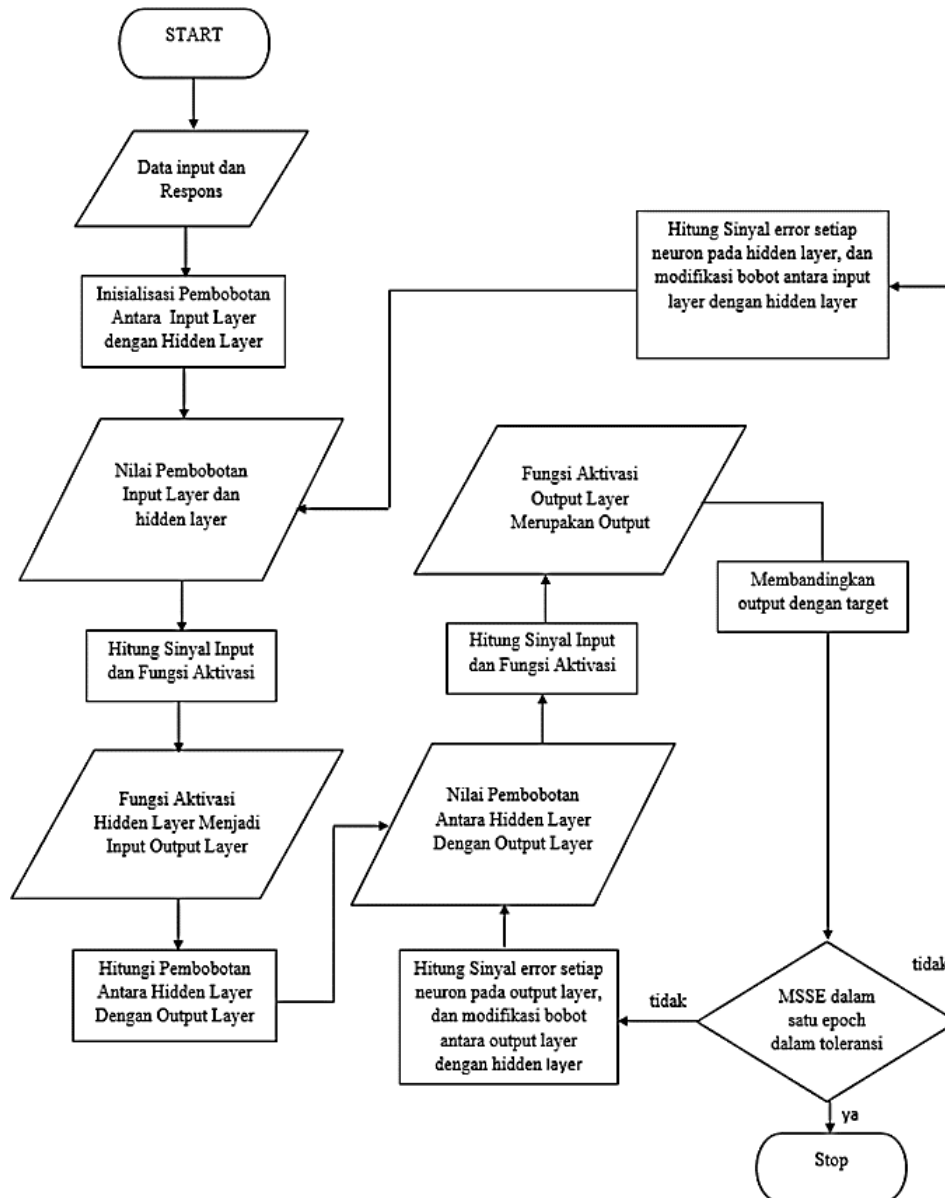 START
Data input dan
Respons
Inisialisasi Pembobotan
Antara Input Layer
dengan Hidden Layer
Nilai Pembobotan
Input Layer dan
hidden layer
Hitung Sinyal Input
dan Fungsi Aktivasi
Fungsi Aktivasi
Hidden Layer Menjadi
Input Output Layer
Hitungi Pembobotan
Antara Hidden Layer
Dengan Output Layer
Nilai Pembobotan
Antara Hidden Layer
Dengan Output Layer
Hitung Sinyal Input
dan Fungsi Aktivasi
Fungsi Aktivasi
Output Layer
Merupakan Output
Membandingkan
output dengan target
MSSE dalam
satu epoch
dalam toleransi
tidak
Hitung Sinyal error setiap
neuron pada output layer,
dan modifikasi bobot
antara output layer
dengan hidden layer
tidak
Hitung Sinyal error setiap
neuron pada hidden layer, dan
modifikasi bobot antara input
layer dengan hidden layer
ya
Stop